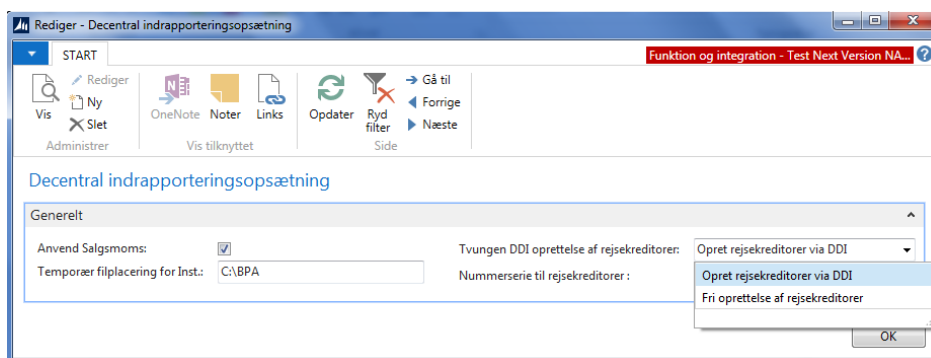 Rediger - Decentral indrapporteringsopsætning
START
Funktion og integration - Test Next Version NA...
Vis
Rediger
Ny
Slet
Administrer
OneNote
Noter
Links
Vis tilknyttet
Opdater
Ryd
filter
Gå til
Forrige
Næste
Side
Decentral indrapporteringsopsætning
Generelt
Anvend Salgsmoms:
Temporær filplacering for Inst.: C:\BPA
Tvungen DDI oprettelse af rejsekreditorer: Opret rejsekreditorer via DDI
Nummerserie til rejsekreditorer :
Opret rejsekreditorer via DDI
Fri oprettelse af rejsekreditorer
OK